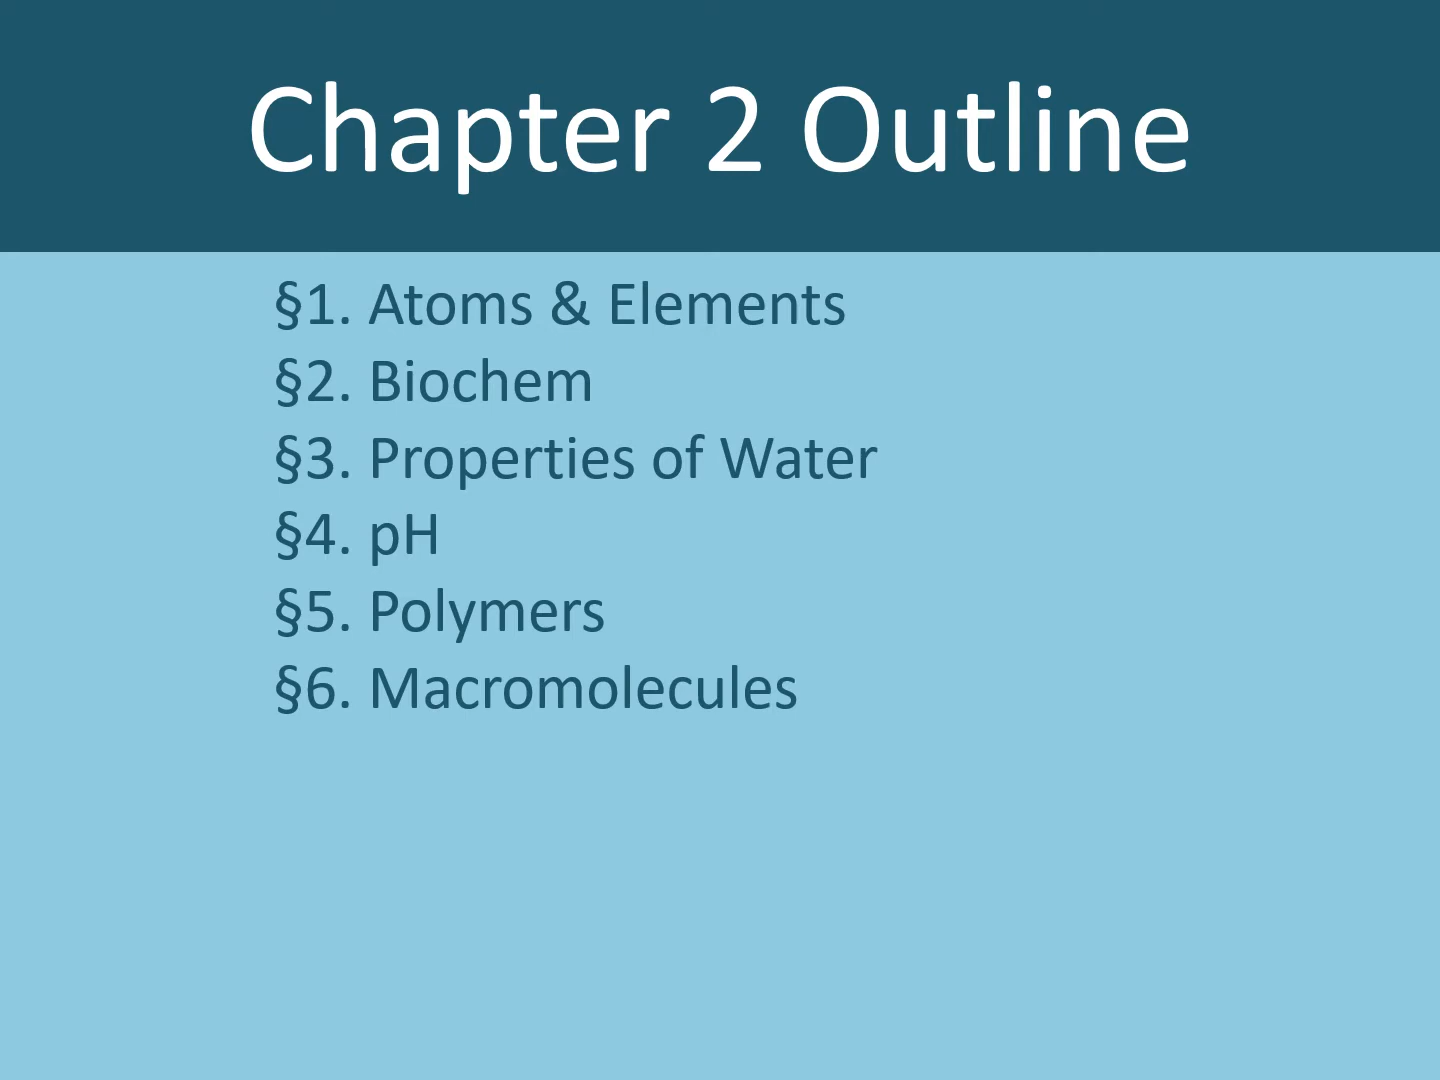 Chapter 2 Outline
§1. Atoms & Elements
§2. Biochem
§3. Properties of Water
§4. pH
§5. Polymers
§6. Macromolecules